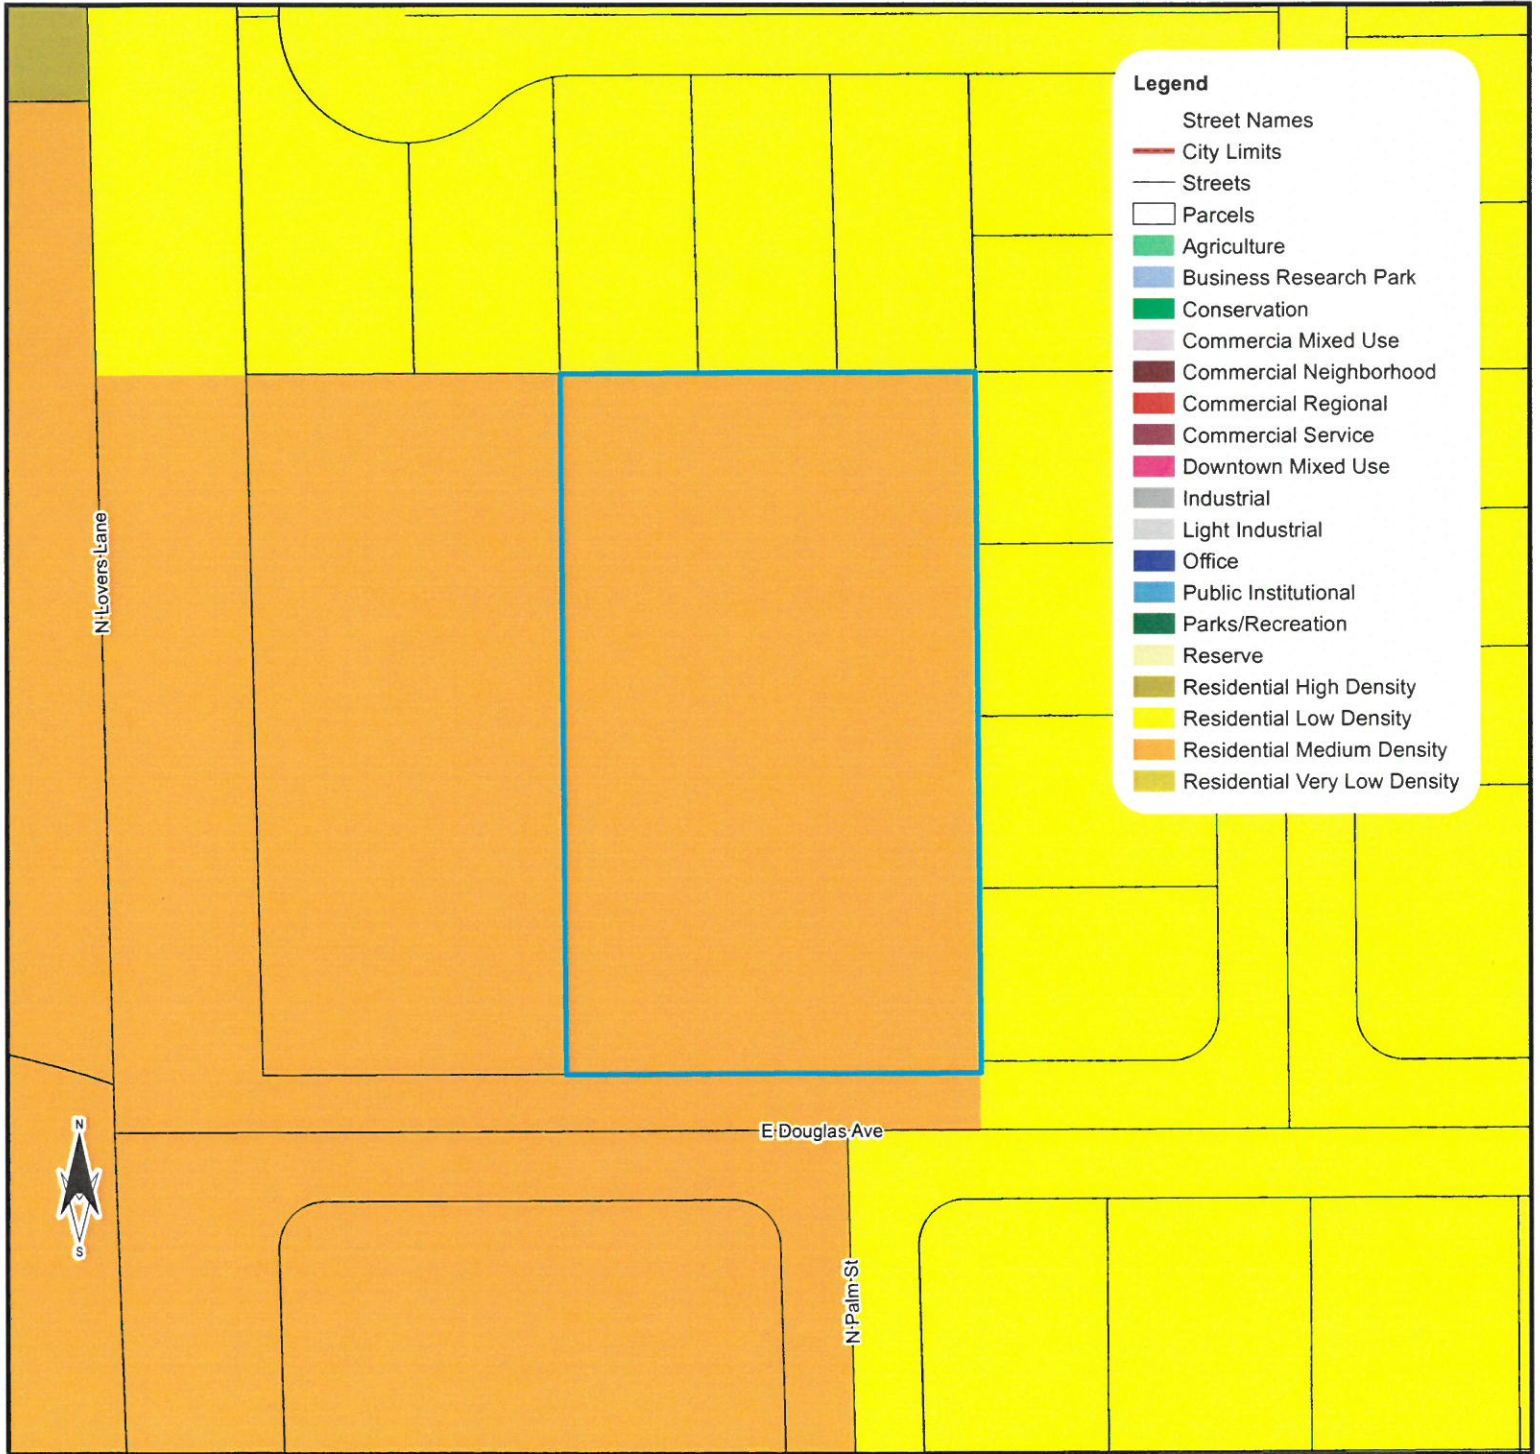 Legend
Street Names
City Limits
Streets
Parcels
Agriculture
Business Research Park
Conservation
Commercia Mixed Use
Commercial Neighborhood
Commercial Regional
Commercial Service
Downtown Mixed Use
Industrial
Light Industrial
Office
Public Institutional
Parks/Recreation
Reserve
Residential High Density
Residential Low Density
Residential Medium Density
Residential Very Low Density
N Lovers Lane
E Douglas Ave
N
S
N Palm St